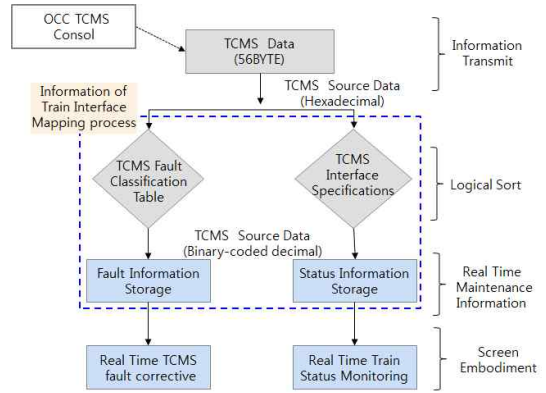 OCC TCMS
Consol
TCMS Data
(56BYTE)
Information
Transmit
TCMS Source Data
(Hexadecimal)
Information of
Train Interface
Mapping process
TCMS Fault
Classification
Table
TCMS
Interface
Specifications
Logical Sort
TCMS Source Data
(Binary-coded decimal)
Fault Information
Storage
Status Information
Storage
Real Time
Maintenance
Information
Real Time TCMS
fault corrective
Real Time Train
Status Monitoring
Screen
Embodiment